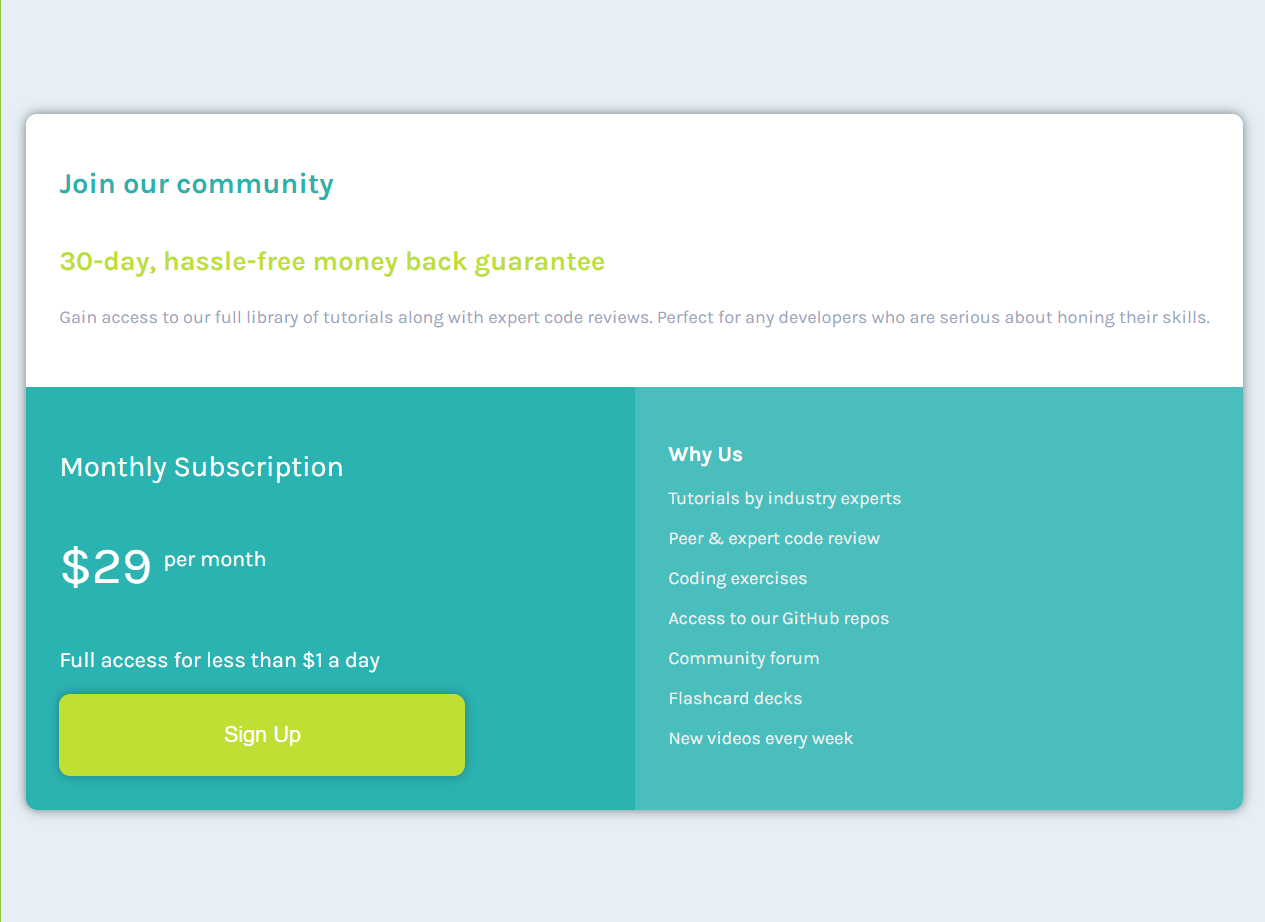 Join our community
30-day, hassle-free money back guarantee
Gain access to our full library of tutorials along with expert code reviews. Perfect for any developers who are serious about honing their skills.
Monthly Subscription
$29 per month
Full access for less than $1 a day
Sign Up
Why Us
Tutorials by industry experts
Peer & expert code review
Coding exercises
Access to our GitHub repos
Community forum
Flashcard decks
New videos every week